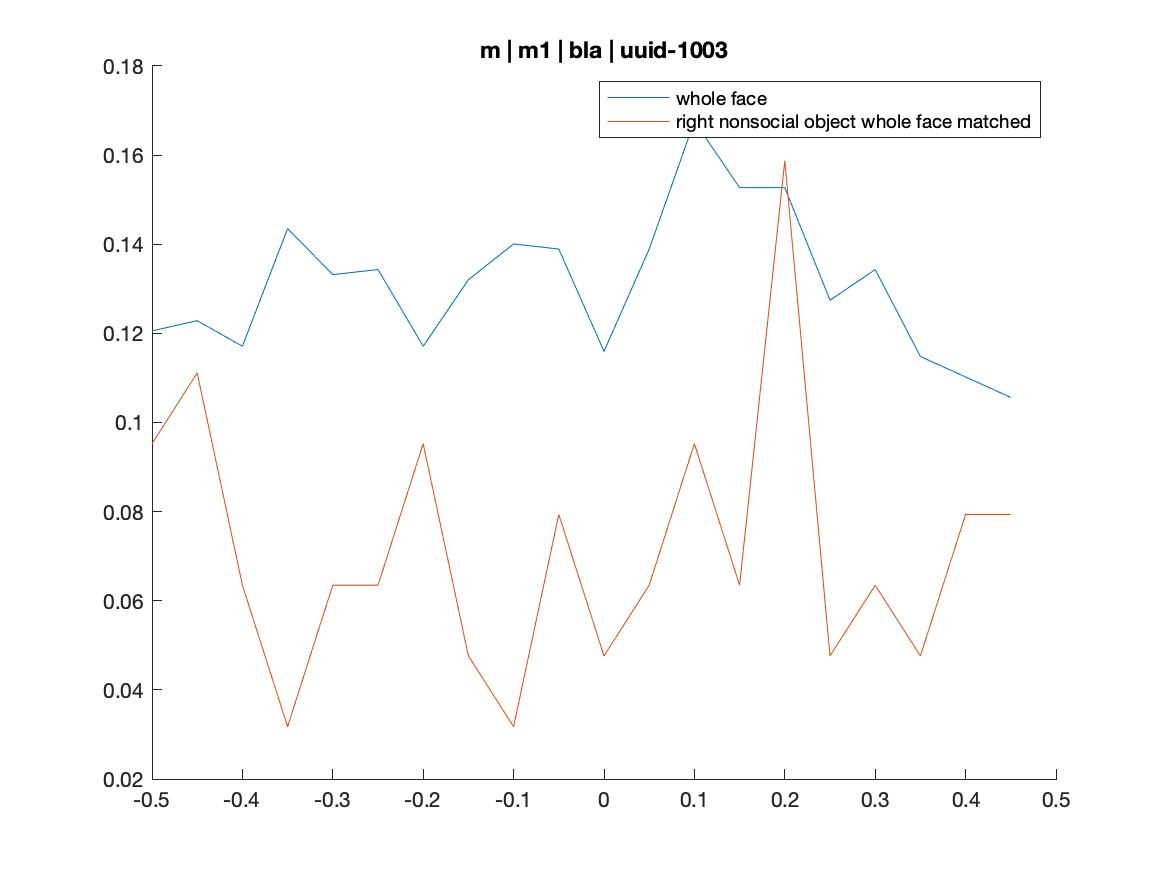 m | m1 | bla | uuid-1003
whole face
right nonsocial object whole face matched
0.18
0.16
0.14
0.12
0.1
0.08
0.06
0.04
0.02
-0.5 -0.4 -0.3 -0.2 -0.1 0 0.1 0.2 0.3 0.4 0.5